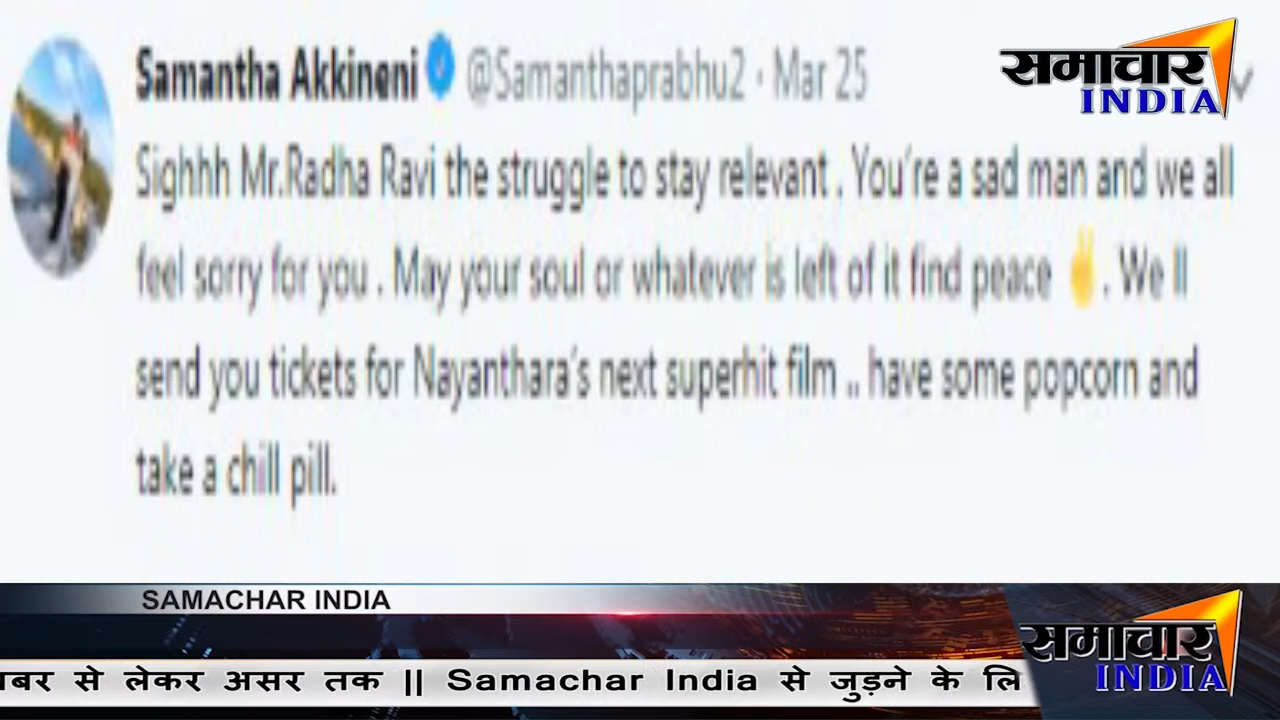 Samantha Akkineni @Samanthaprabhu2 · Mar 25
समाचार
INDIA
Sighhh Mr.Radha Ravi the struggle to stay relevant . You're a sad man and we all
feel sorry for you . May your soul or whatever is left of it find peace ✌. We ll
send you tickets for Nayanthara's next superhit film .. have some popcorn and
take a chill pill.
SAMACHAR INDIA
समाचार
INDIA
बर से लेकर असर तक || Samachar India से जुड़ने के लि